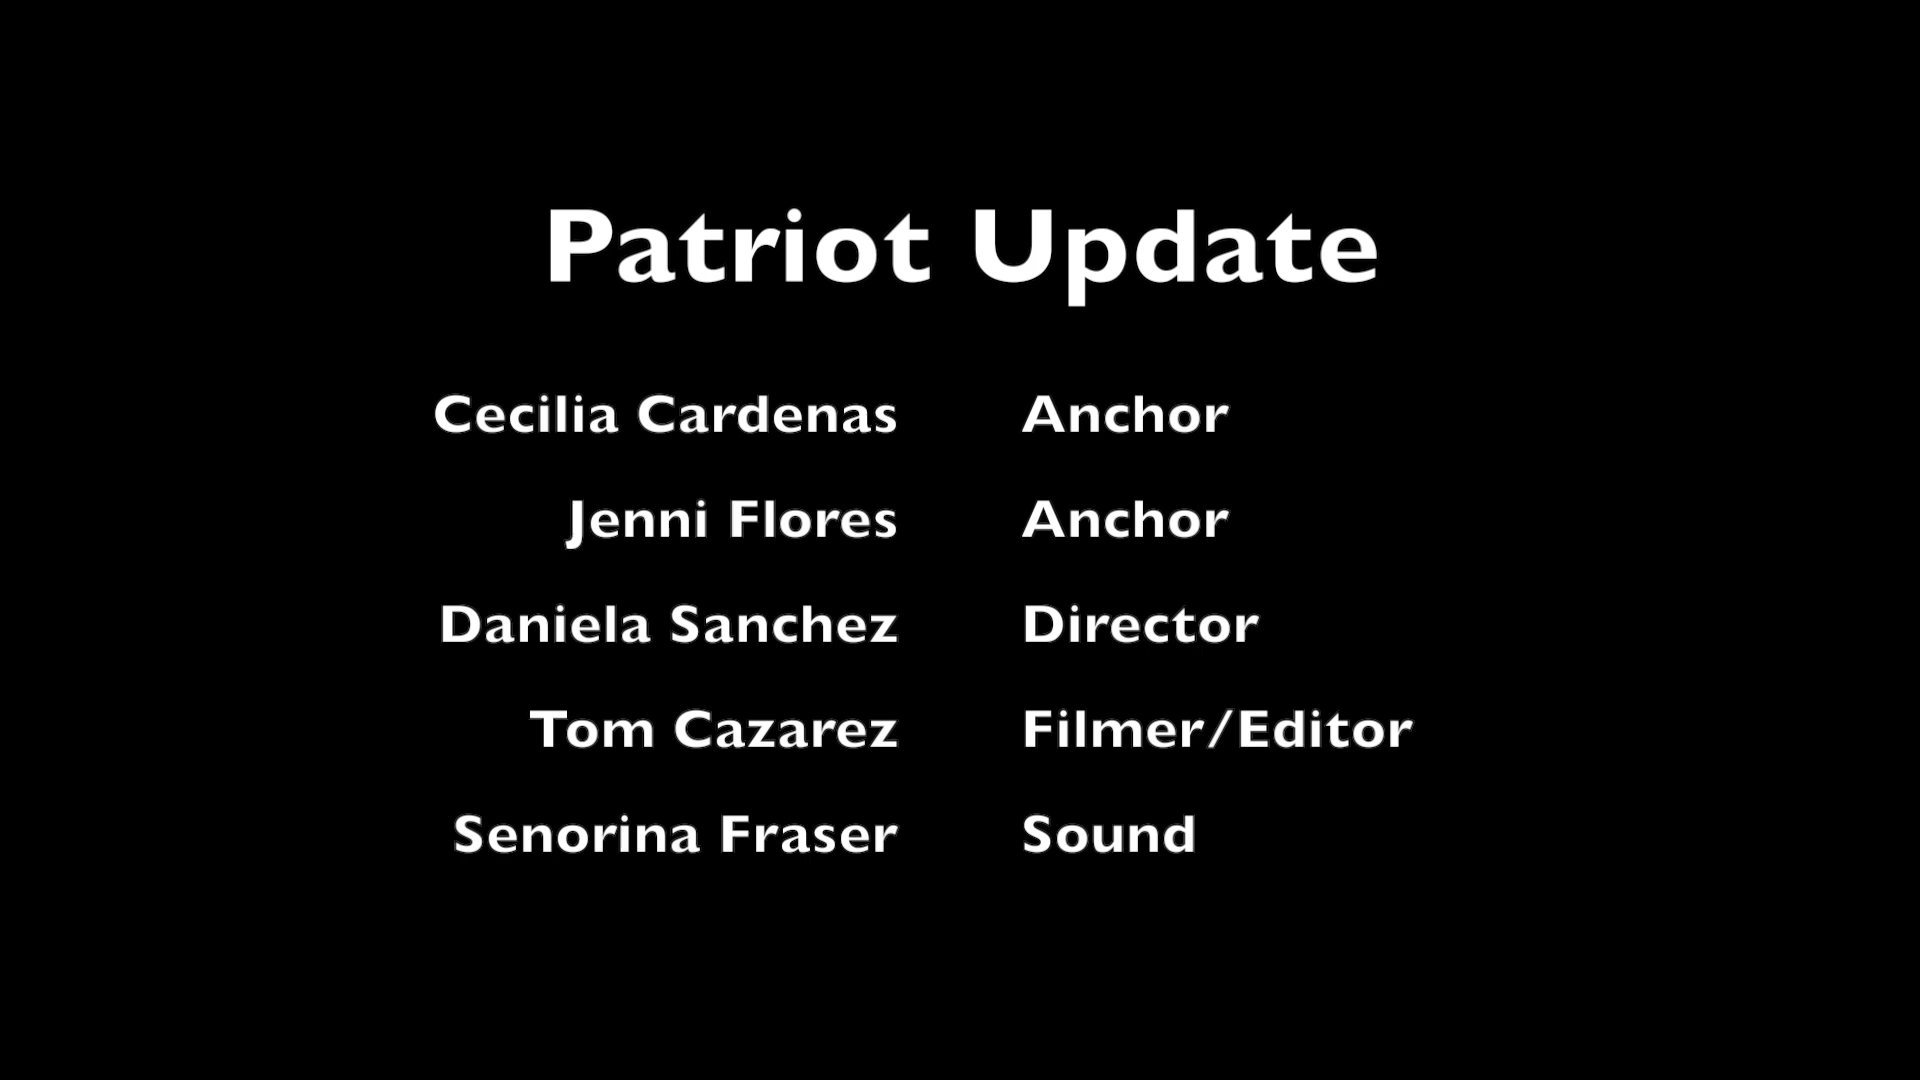 Patriot Update
Cecilia Cardenas Anchor
Jenni Flores Anchor
Daniela Sanchez Director
Tom Cazarez Filmer/Editor
Senorina Fraser Sound